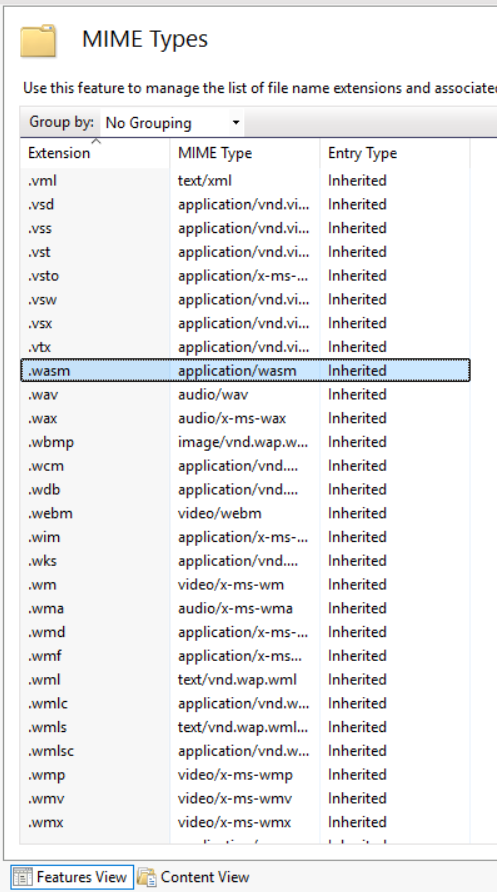 MIME Types
Use this feature to manage the list of file name extensions and associated
Group by: No Grouping
Extension MIME Type Entry Type
.vml text/xml Inherited
.vsd application/vnd.vi... Inherited
.vss application/vnd.vi... Inherited
.vst application/vnd.vi... Inherited
.vsto application/x-ms-... Inherited
.vsw application/vnd.vi... Inherited
.vsx application/vnd.vi... Inherited
.vtx application/vnd.vi... Inherited
.wasm application/wasm Inherited
.wav audio/wav Inherited
.wax audio/x-ms-wax Inherited
.wbmp image/vnd.wap.w... Inherited
.wcm application/vnd.... Inherited
.wdb application/vnd.... Inherited
.webm video/webm Inherited
.wim application/x-ms-... Inherited
.wks application/vnd.... Inherited
.wm video/x-ms-wm Inherited
.wma audio/x-ms-wma Inherited
.wmd application/x-ms-... Inherited
.wmf application/x-ms... Inherited
.wml text/vnd.wap.wml Inherited
.wmlc application/vnd.w... Inherited
.wmls text/vnd.wap.wml... Inherited
.wmlsc application/vnd.w... Inherited
.wmp video/x-ms-wmp Inherited
.wmv video/x-ms-wmv Inherited
.wmx video/x-ms-wmx Inherited
Features View Content View